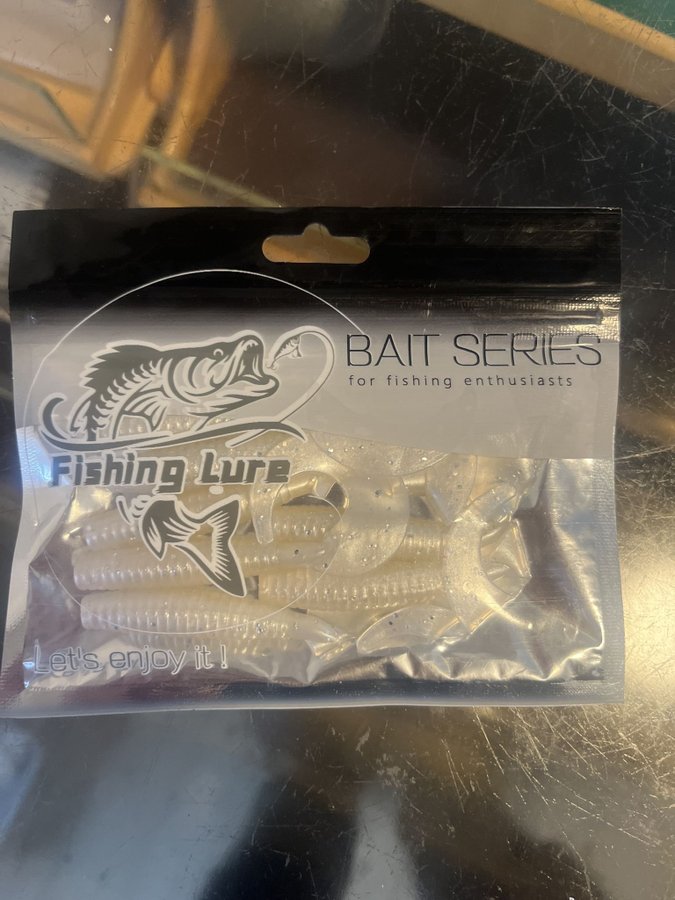 BAIT SERIES
for fishing enthusiasts
Fishing Lure
Let's enjoy it !